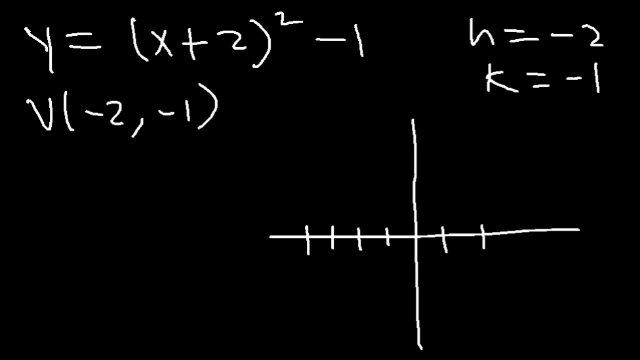 y = (x+2)² - 1
h = -2
k = -1
V(-2, -1)